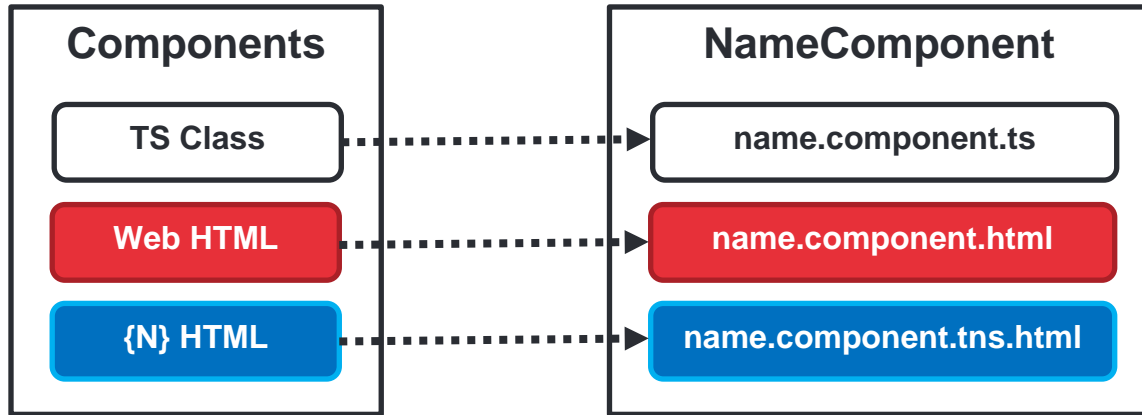 Components
TS Class
Web HTML
{N} HTML
NameComponent
name.component.ts
name.component.html
name.component.tns.html